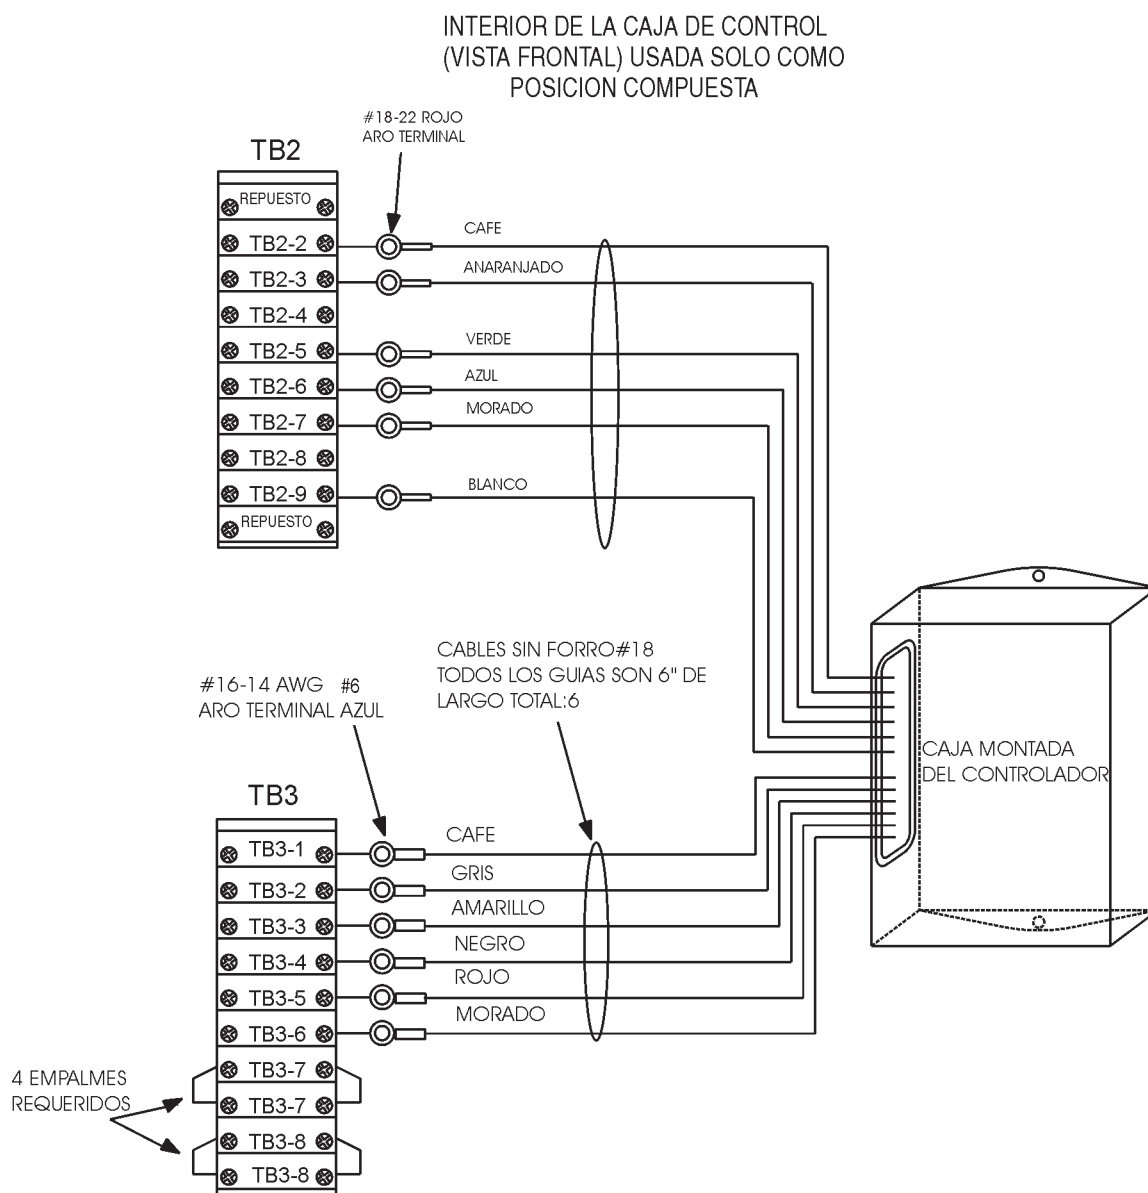 INTERIOR DE LA CAJA DE CONTROL
(VISTA FRONTAL) USADA SOLO COMO
POSICION COMPUESTA
#18-22 ROJO
ARO TERMINAL
TB2
REPUESTO
TB2-2
CAFE
TB2-3
ANARANJADO
TB2-4
TB2-5
VERDE
TB2-6
AZUL
TB2-7
MORADO
TB2-8
TB2-9
BLANCO
REPUESTO
CABLES SIN FORRO#18
TODOS LOS GUIAS SON 6" DE
LARGO TOTAL:6
#16-14 AWG #6
ARO TERMINAL AZUL
CAJA MONTADA
DEL CONTROLADOR
TB3
TB3-1
CAFE
TB3-2
GRIS
TB3-3
AMARILLO
TB3-4
NEGRO
TB3-5
ROJO
TB3-6
MORADO
TB3-7
TB3-7
TB3-8
TB3-8
4 EMPALMES
REQUERIDOS